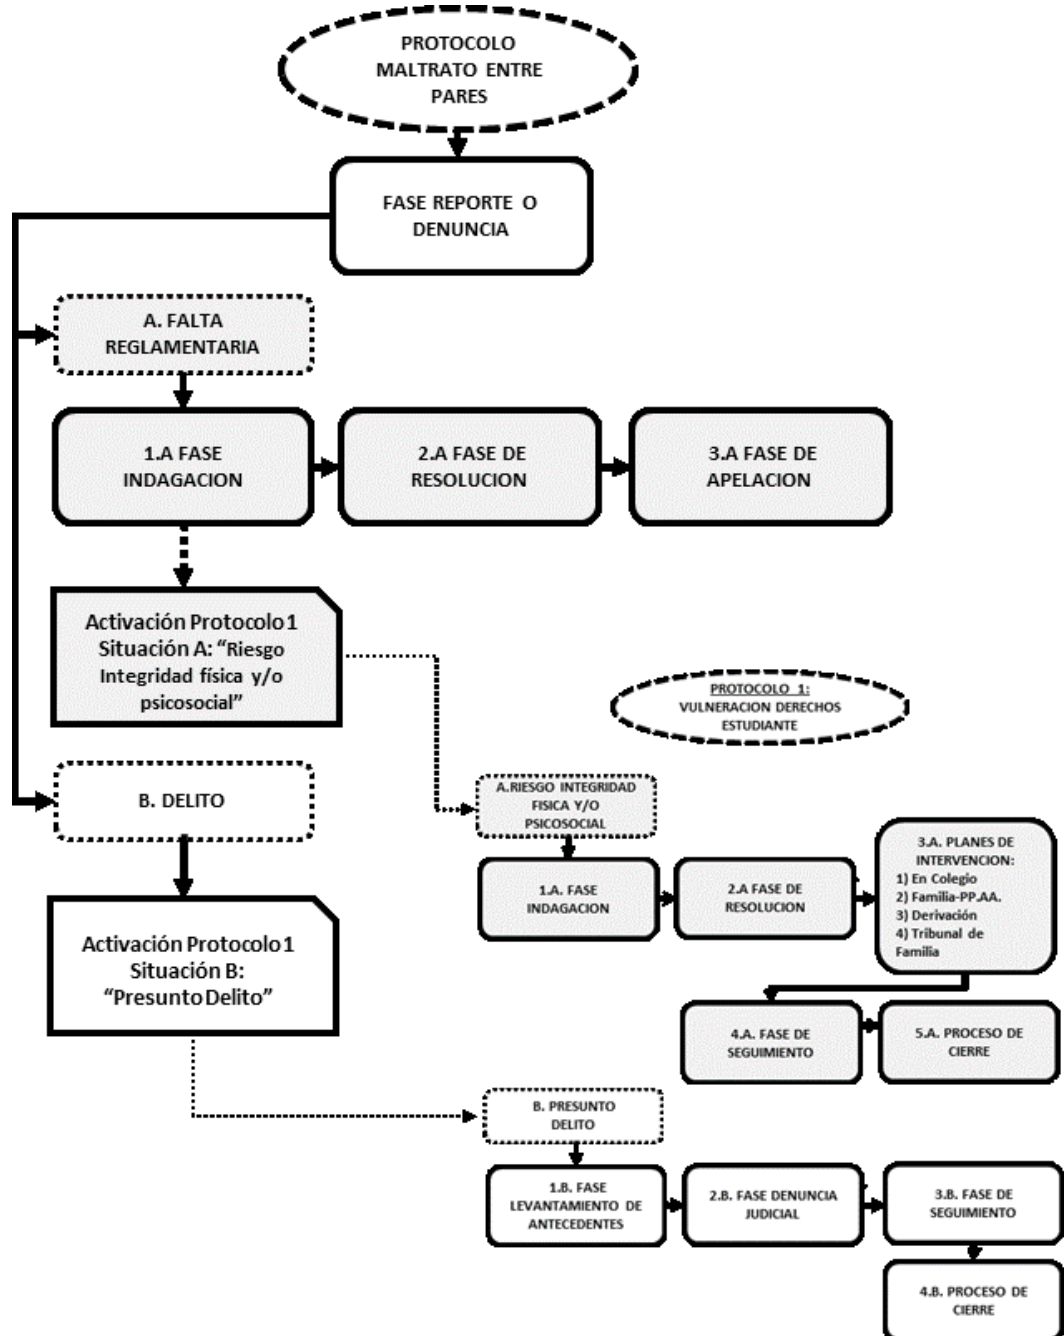 PROTOCOLO
MALTRATO ENTRE
PARES
FASE REPORTE O
DENUNCIA
A. FALTA
REGLAMENTARIA
1.A FASE
INDAGACION
2.A FASE DE
RESOLUCION
3.A FASE DE
APELACION
Activación Protocolo 1
Situación A: “Riesgo
Integridad física y/o
psicosocial”
PROTOCOLO 1:
VULNERACION DERECHOS
ESTUDIANTE
B. DELITO
A.RIESGO INTEGRIDAD
FISICA Y/O
PSICOSOCIAL
1.A. FASE
INDAGACION
2.A FASE DE
RESOLUCION
3.A. PLANES DE
INTERVENCION:
1) En Colegio
2) Familia-PP.AA.
3) Derivación
4) Tribunal de
Familia
Activación Protocolo 1
Situación B:
“Presunto Delito”
4.A. FASE DE
SEGUIMIENTO
5.A. PROCESO DE
CIERRE
B. PRESUNTO
DELITO
1.B. FASE
LEVANTAMIENTO DE
ANTECEDENTES
2.B. FASE DENUNCIA
JUDICIAL
3.B. FASE DE
SEGUIMIENTO
4.B. PROCESO DE
CIERRE